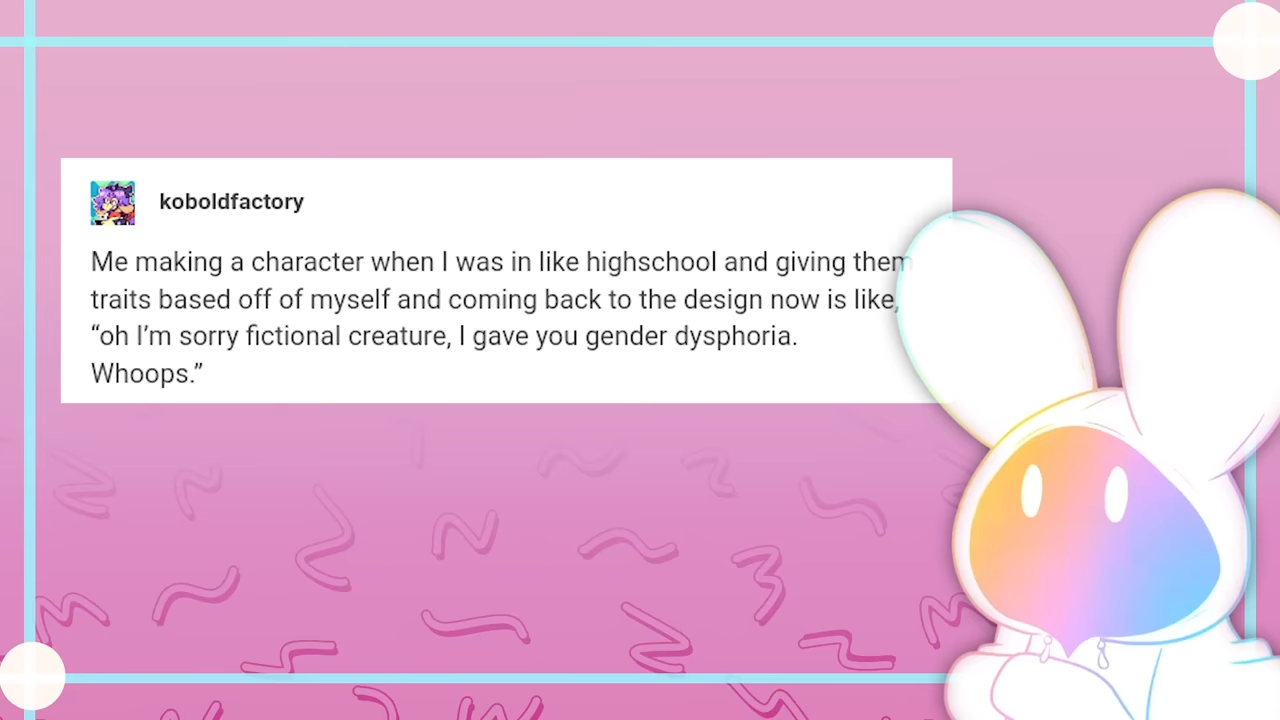 koboldfactory
Me making a character when I was in like highschool and giving them
traits based off of myself and coming back to the design now is like,
“oh I’m sorry fictional creature, I gave you gender dysphoria.
Whoops.”